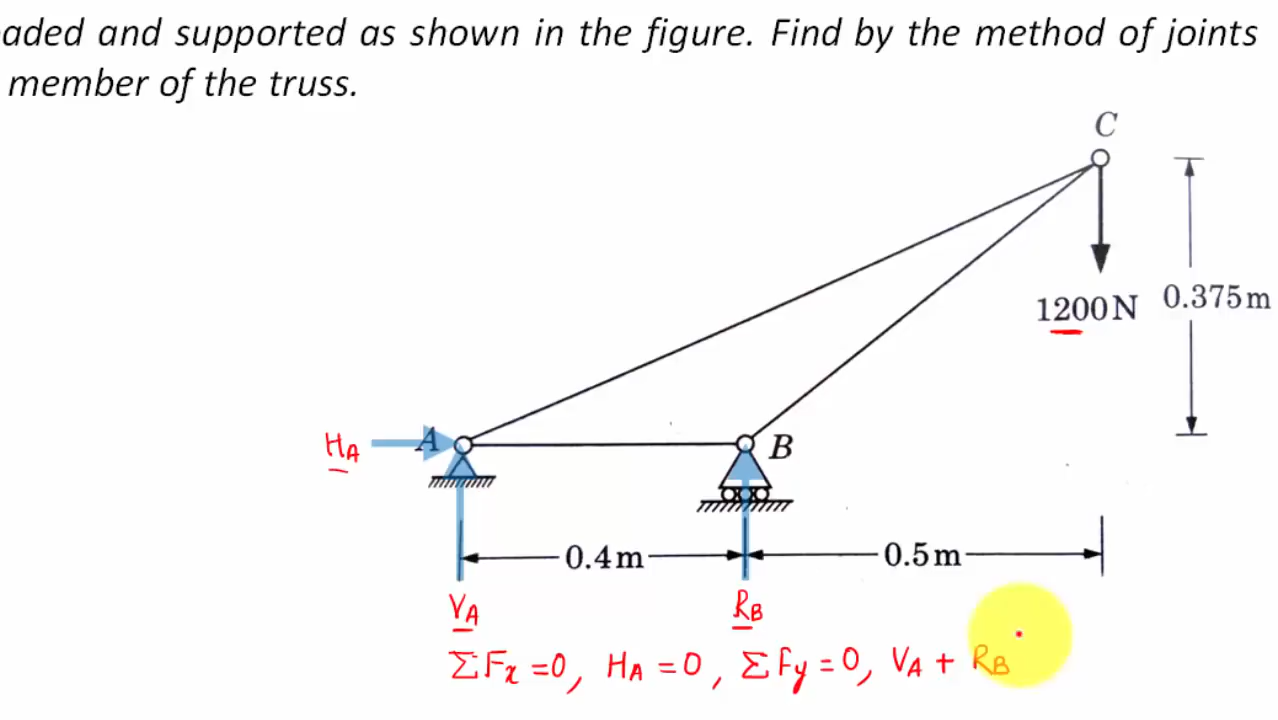 aded and supported as shown in the figure. Find by the method of joints
member of the truss.
C
1200N 0.375m
HA A B
0.4m 0.5m
VA RB
ΣFx =0, HA =0, ΣFy =0, VA + RB